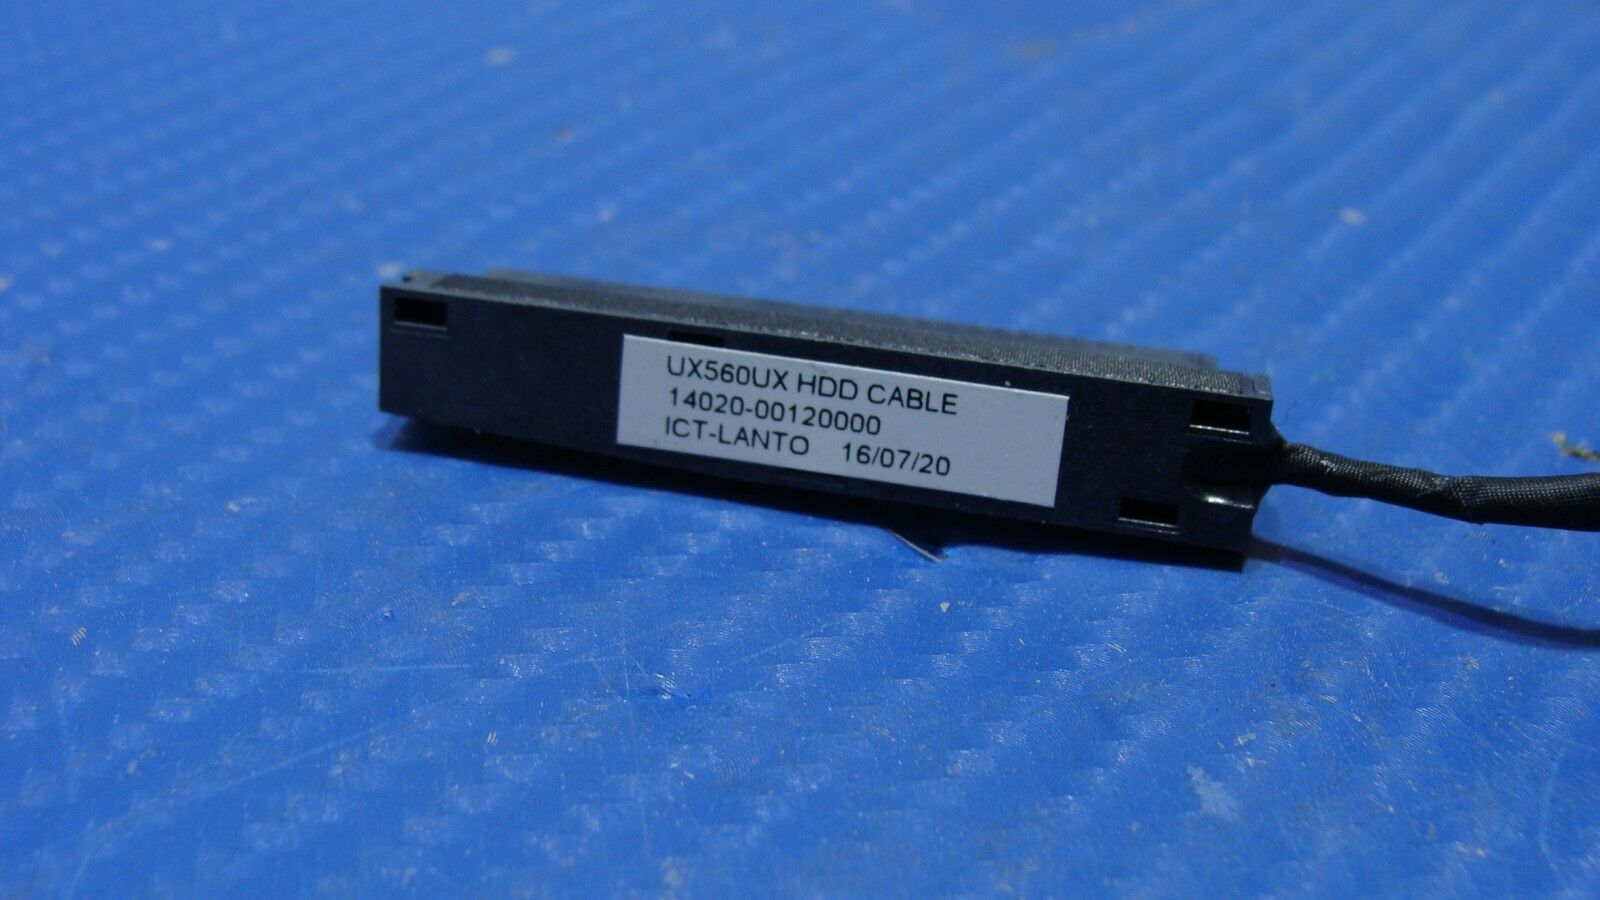 UX560UX HDD CABLE
14020-00120000
ICT-LANTO 16/07/20